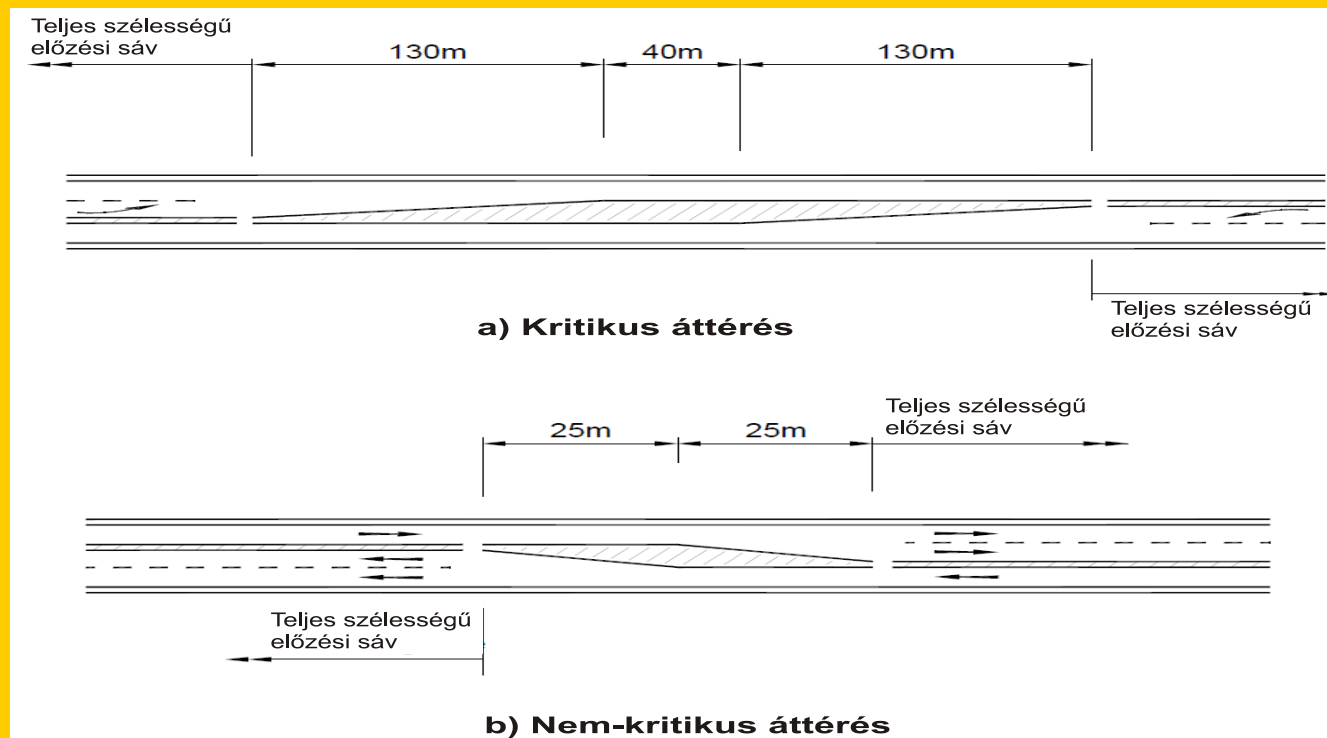 Teljes szélességű
előzési sáv
130m
40m
130m
Teljes szélességű
előzési sáv
a) Kritikus áttérés
Teljes szélességű
előzési sáv
25m
25m
Teljes szélességű
előzési sáv
b) Nem-kritikus áttérés